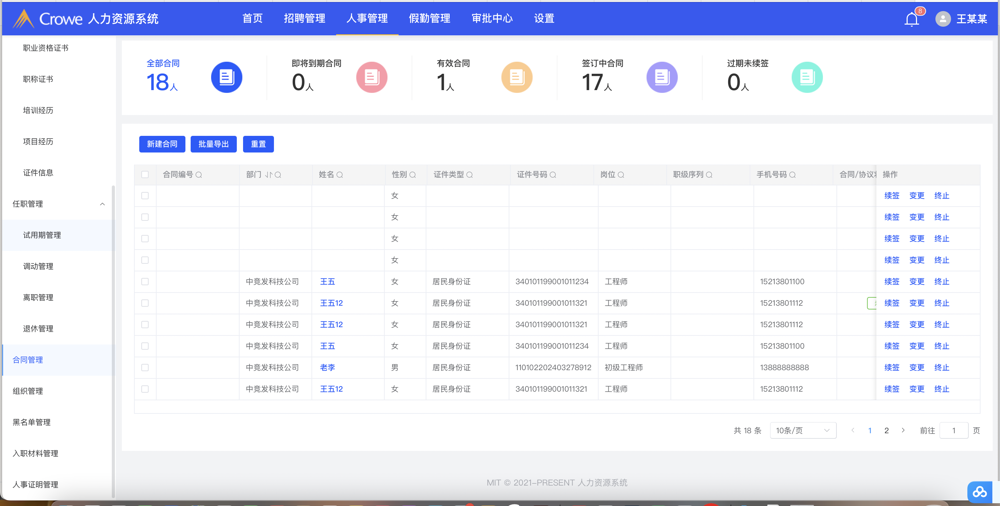 Crowe 人力资源系统 首页 招聘管理 人事管理 假勤管理 审批中心 设置 8 王某某
职业资格证书
职称证书
培训经历
项目经历
证件信息
任职管理
试用期管理
调动管理
离职管理
退休管理
合同管理
组织管理
黑名单管理
入职材料管理
人事证明管理
全部合同 即将到期合同 有效合同 签订中合同 过期未续签
18人 0人 1人 17人 0人
新建合同 批量导出 重置
合同编号 部门 姓名 性别 证件类型 证件号码 岗位 职级序列 手机号码 合同/协议 操作
女 续签 变更 终止
女 续签 变更 终止
女 续签 变更 终止
女 续签 变更 终止
中竞发科技公司 王五 女 居民身份证 340101199001011234 工程师 15213801100 续签 变更 终止
中竞发科技公司 王五12 女 居民身份证 340101199001011321 工程师 15213801112 续签 变更 终止
中竞发科技公司 王五12 女 居民身份证 340101199001011321 工程师 15213801112 续签 变更 终止
中竞发科技公司 王五 女 居民身份证 340101199001011234 工程师 15213801100 续签 变更 终止
中竞发科技公司 老李 男 居民身份证 110102202403278912 初级工程师 13888888888 续签 变更 终止
中竞发科技公司 王五12 女 居民身份证 340101199001011321 工程师 15213801112 续签 变更 终止
共 18 条 10条/页 1 2 前往 1 页
MIT © 2021-PRESENT 人力资源系统